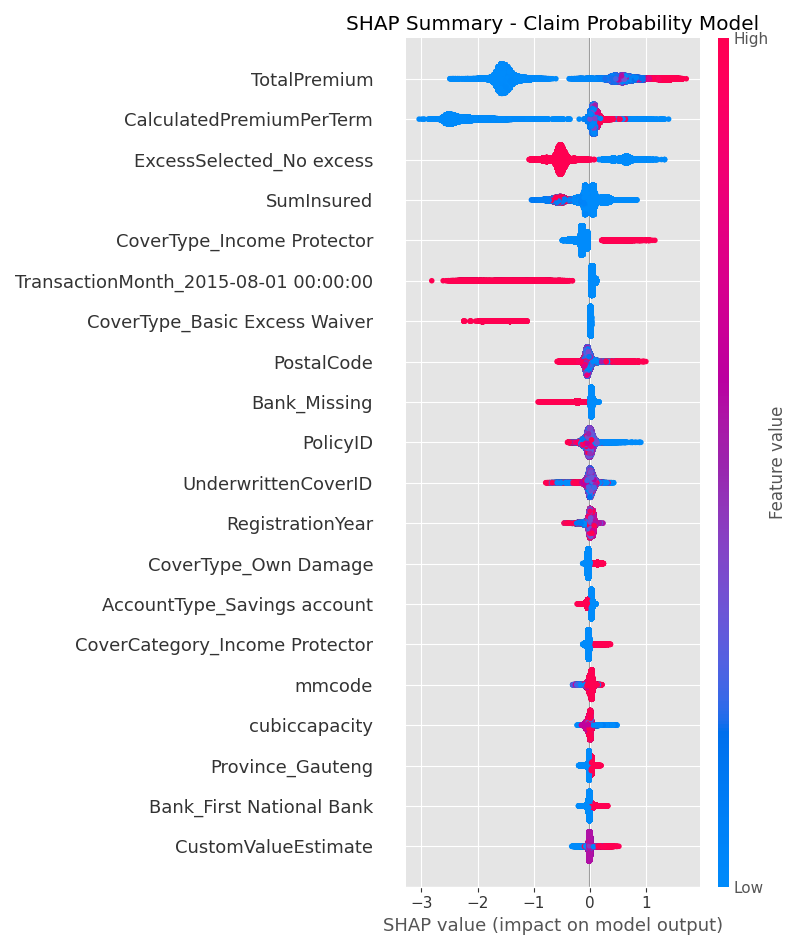 SHAP Summary - Claim Probability Model
High
TotalPremium
CalculatedPremiumPerTerm
ExcessSelected_No excess
SumInsured
CoverType_Income Protector
TransactionMonth_2015-08-01 00:00:00
CoverType_Basic Excess Waiver
PostalCode
Bank_Missing
PolicyID
UnderwrittenCoverID
RegistrationYear
CoverType_Own Damage
AccountType_Savings account
CoverCategory_Income Protector
mmcode
cubiccapacity
Province_Gauteng
Bank_First National Bank
CustomValueEstimate
Feature value
Low
−3 −2 −1 0 1
SHAP value (impact on model output)